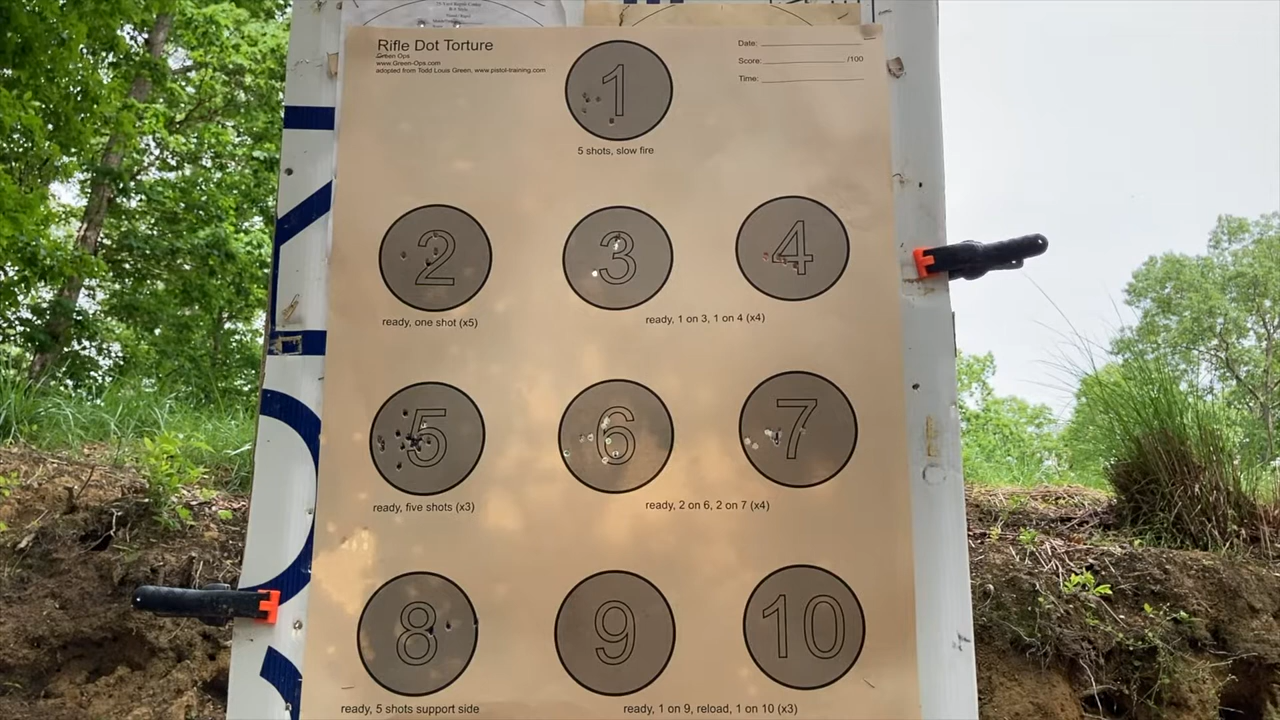 Rifle Dot Torture
Green Ops
www.Green-Ops.com
adopted from Todd Louis Green, www.pistol-training.com
Date:
Score: /100
Time:
1
5 shots, slow fire
2
3
4
ready, one shot (x5)
ready, 1 on 3, 1 on 4 (x4)
5
6
7
ready, five shots (x3)
ready, 2 on 6, 2 on 7 (x4)
8
9
10
ready, 5 shots support side
ready, 1 on 9, reload, 1 on 10 (x3)